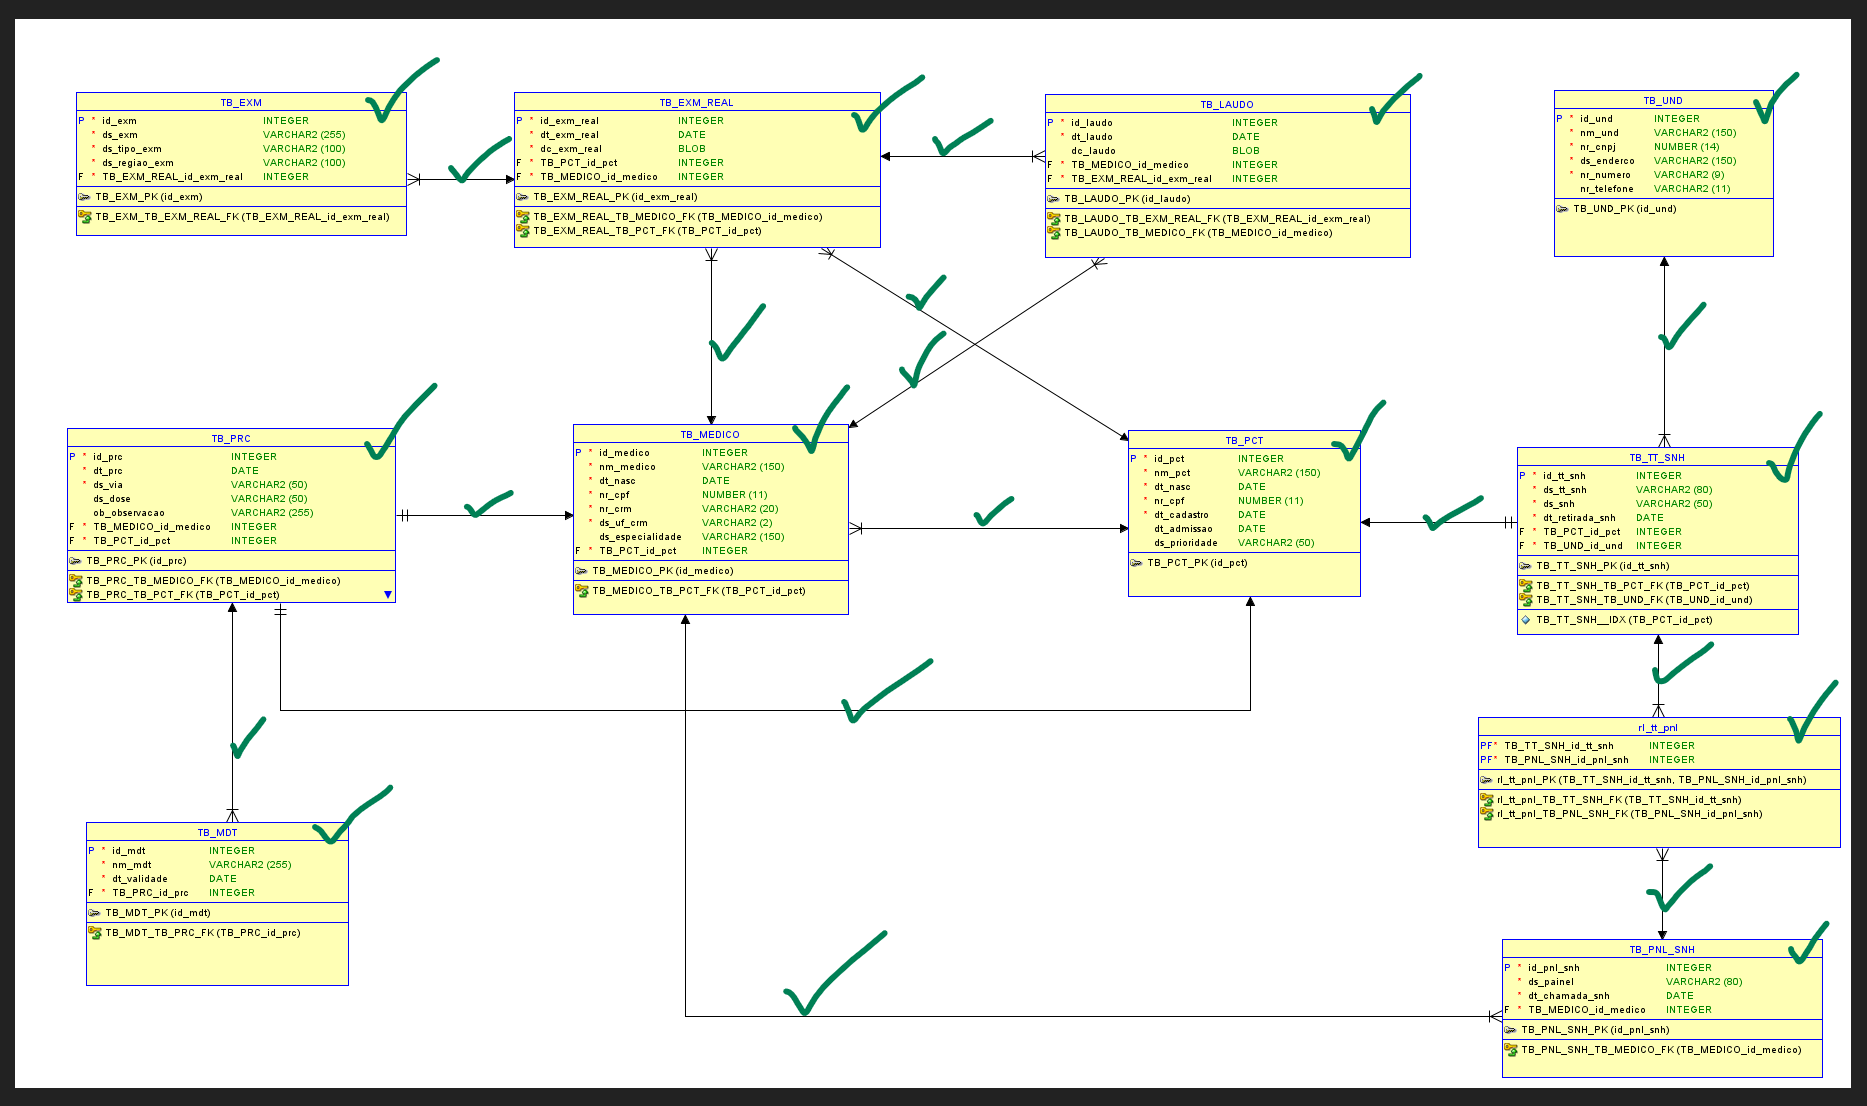 TB_EXM
P * id_exm INTEGER
* ds_exm VARCHAR2 (255)
* ds_tipo_exm VARCHAR2 (100)
* ds_regiao_exm VARCHAR2 (100)
F * TB_EXM_REAL_id_exm_real INTEGER
TB_EXM_PK (id_exm)
TB_EXM_TB_EXM_REAL_FK (TB_EXM_REAL_id_exm_real)
TB_EXM_REAL
P * id_exm_real INTEGER
* dt_exm_real DATE
* dc_exm_real BLOB
F * TB_PCT_id_pct INTEGER
F * TB_MEDICO_id_medico INTEGER
TB_EXM_REAL_PK (id_exm_real)
TB_EXM_REAL_TB_MEDICO_FK (TB_MEDICO_id_medico)
TB_EXM_REAL_TB_PCT_FK (TB_PCT_id_pct)
TB_LAUDO
P * id_laudo INTEGER
* dt_laudo DATE
dc_laudo BLOB
F * TB_MEDICO_id_medico INTEGER
F * TB_EXM_REAL_id_exm_real INTEGER
TB_LAUDO_PK (id_laudo)
TB_LAUDO_TB_EXM_REAL_FK (TB_EXM_REAL_id_exm_real)
TB_LAUDO_TB_MEDICO_FK (TB_MEDICO_id_medico)
TB_UND
P * id_und INTEGER
* nm_und VARCHAR2 (150)
* nr_cnpj NUMBER (14)
* ds_enderco VARCHAR2 (150)
* nr_numero VARCHAR2 (9)
nr_telefone VARCHAR2 (11)
TB_UND_PK (id_und)
TB_PRC
P * id_prc INTEGER
* dt_prc DATE
* ds_via VARCHAR2 (50)
ds_dose VARCHAR2 (50)
ob_observacao VARCHAR2 (255)
F * TB_MEDICO_id_medico INTEGER
F * TB_PCT_id_pct INTEGER
TB_PRC_PK (id_prc)
TB_PRC_TB_MEDICO_FK (TB_MEDICO_id_medico)
TB_PRC_TB_PCT_FK (TB_PCT_id_pct)
TB_MEDICO
P * id_medico INTEGER
* nm_medico VARCHAR2 (150)
* dt_nasc DATE
* nr_cpf NUMBER (11)
* nr_crm VARCHAR2 (20)
* ds_uf_crm VARCHAR2 (2)
ds_especialidade VARCHAR2 (150)
F * TB_PCT_id_pct INTEGER
TB_MEDICO_PK (id_medico)
TB_MEDICO_TB_PCT_FK (TB_PCT_id_pct)
TB_PCT
P * id_pct INTEGER
* nm_pct VARCHAR2 (150)
* dt_nasc DATE
* nr_cpf NUMBER (11)
* dt_cadastro DATE
dt_admissao DATE
ds_prioridade VARCHAR2 (50)
TB_PCT_PK (id_pct)
TB_TT_SNH
P * id_tt_snh INTEGER
* ds_tt_snh VARCHAR2 (80)
* ds_snh VARCHAR2 (50)
* dt_retirada_snh DATE
F * TB_PCT_id_pct INTEGER
F * TB_UND_id_und INTEGER
TB_TT_SNH_PK (id_tt_snh)
TB_TT_SNH_TB_PCT_FK (TB_PCT_id_pct)
TB_TT_SNH_TB_UND_FK (TB_UND_id_und)
TB_TT_SNH__IDX (TB_PCT_id_pct)
rl_tt_pnl
PF* TB_TT_SNH_id_tt_snh INTEGER
PF* TB_PNL_SNH_id_pnl_snh INTEGER
rl_tt_pnl_PK (TB_TT_SNH_id_tt_snh, TB_PNL_SNH_id_pnl_snh)
rl_tt_pnl_TB_TT_SNH_FK (TB_TT_SNH_id_tt_snh)
rl_tt_pnl_TB_PNL_SNH_FK (TB_PNL_SNH_id_pnl_snh)
TB_MDT
P * id_mdt INTEGER
* nm_mdt VARCHAR2 (255)
* dt_validade DATE
F * TB_PRC_id_prc INTEGER
TB_MDT_PK (id_mdt)
TB_MDT_TB_PRC_FK (TB_PRC_id_prc)
TB_PNL_SNH
P * id_pnl_snh INTEGER
* ds_painel VARCHAR2 (80)
* dt_chamada_snh DATE
F * TB_MEDICO_id_medico INTEGER
TB_PNL_SNH_PK (id_pnl_snh)
TB_PNL_SNH_TB_MEDICO_FK (TB_MEDICO_id_medico)